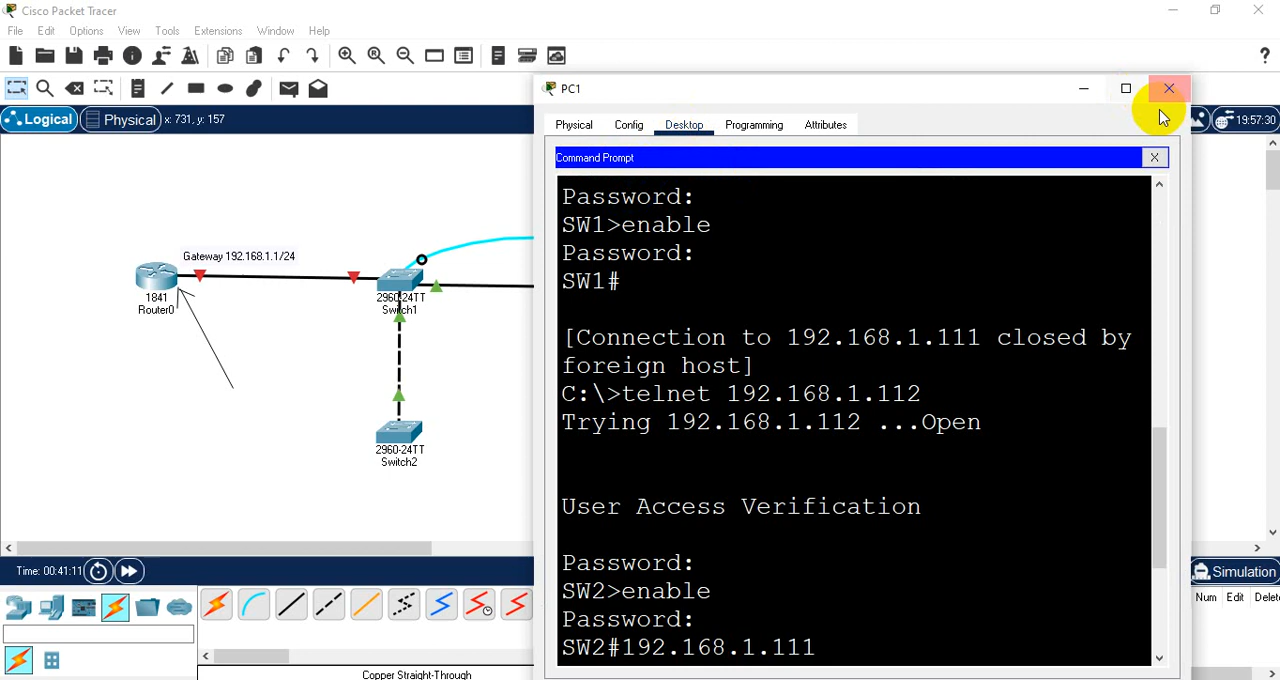 Cisco Packet Tracer
File Edit Options View Tools Extensions Window Help
Logical Physical x: 731, y: 157
19:57:30
PC1
Physical Config Desktop Programming Attributes
Command Prompt X
Password:
SW1>enable
Password:
SW1#
[Connection to 192.168.1.111 closed by
foreign host]
C:\>telnet 192.168.1.112
Trying 192.168.1.112 ...Open
User Access Verification
Password:
SW2>enable
Password:
SW2#192.168.1.111
Gateway 192.168.1.1/24
1841
Router0
2960-24TT
Switch1
2960-24TT
Switch2
Time: 00:41:11
Simulation
Num Edit Delet
Copper Straight-Through